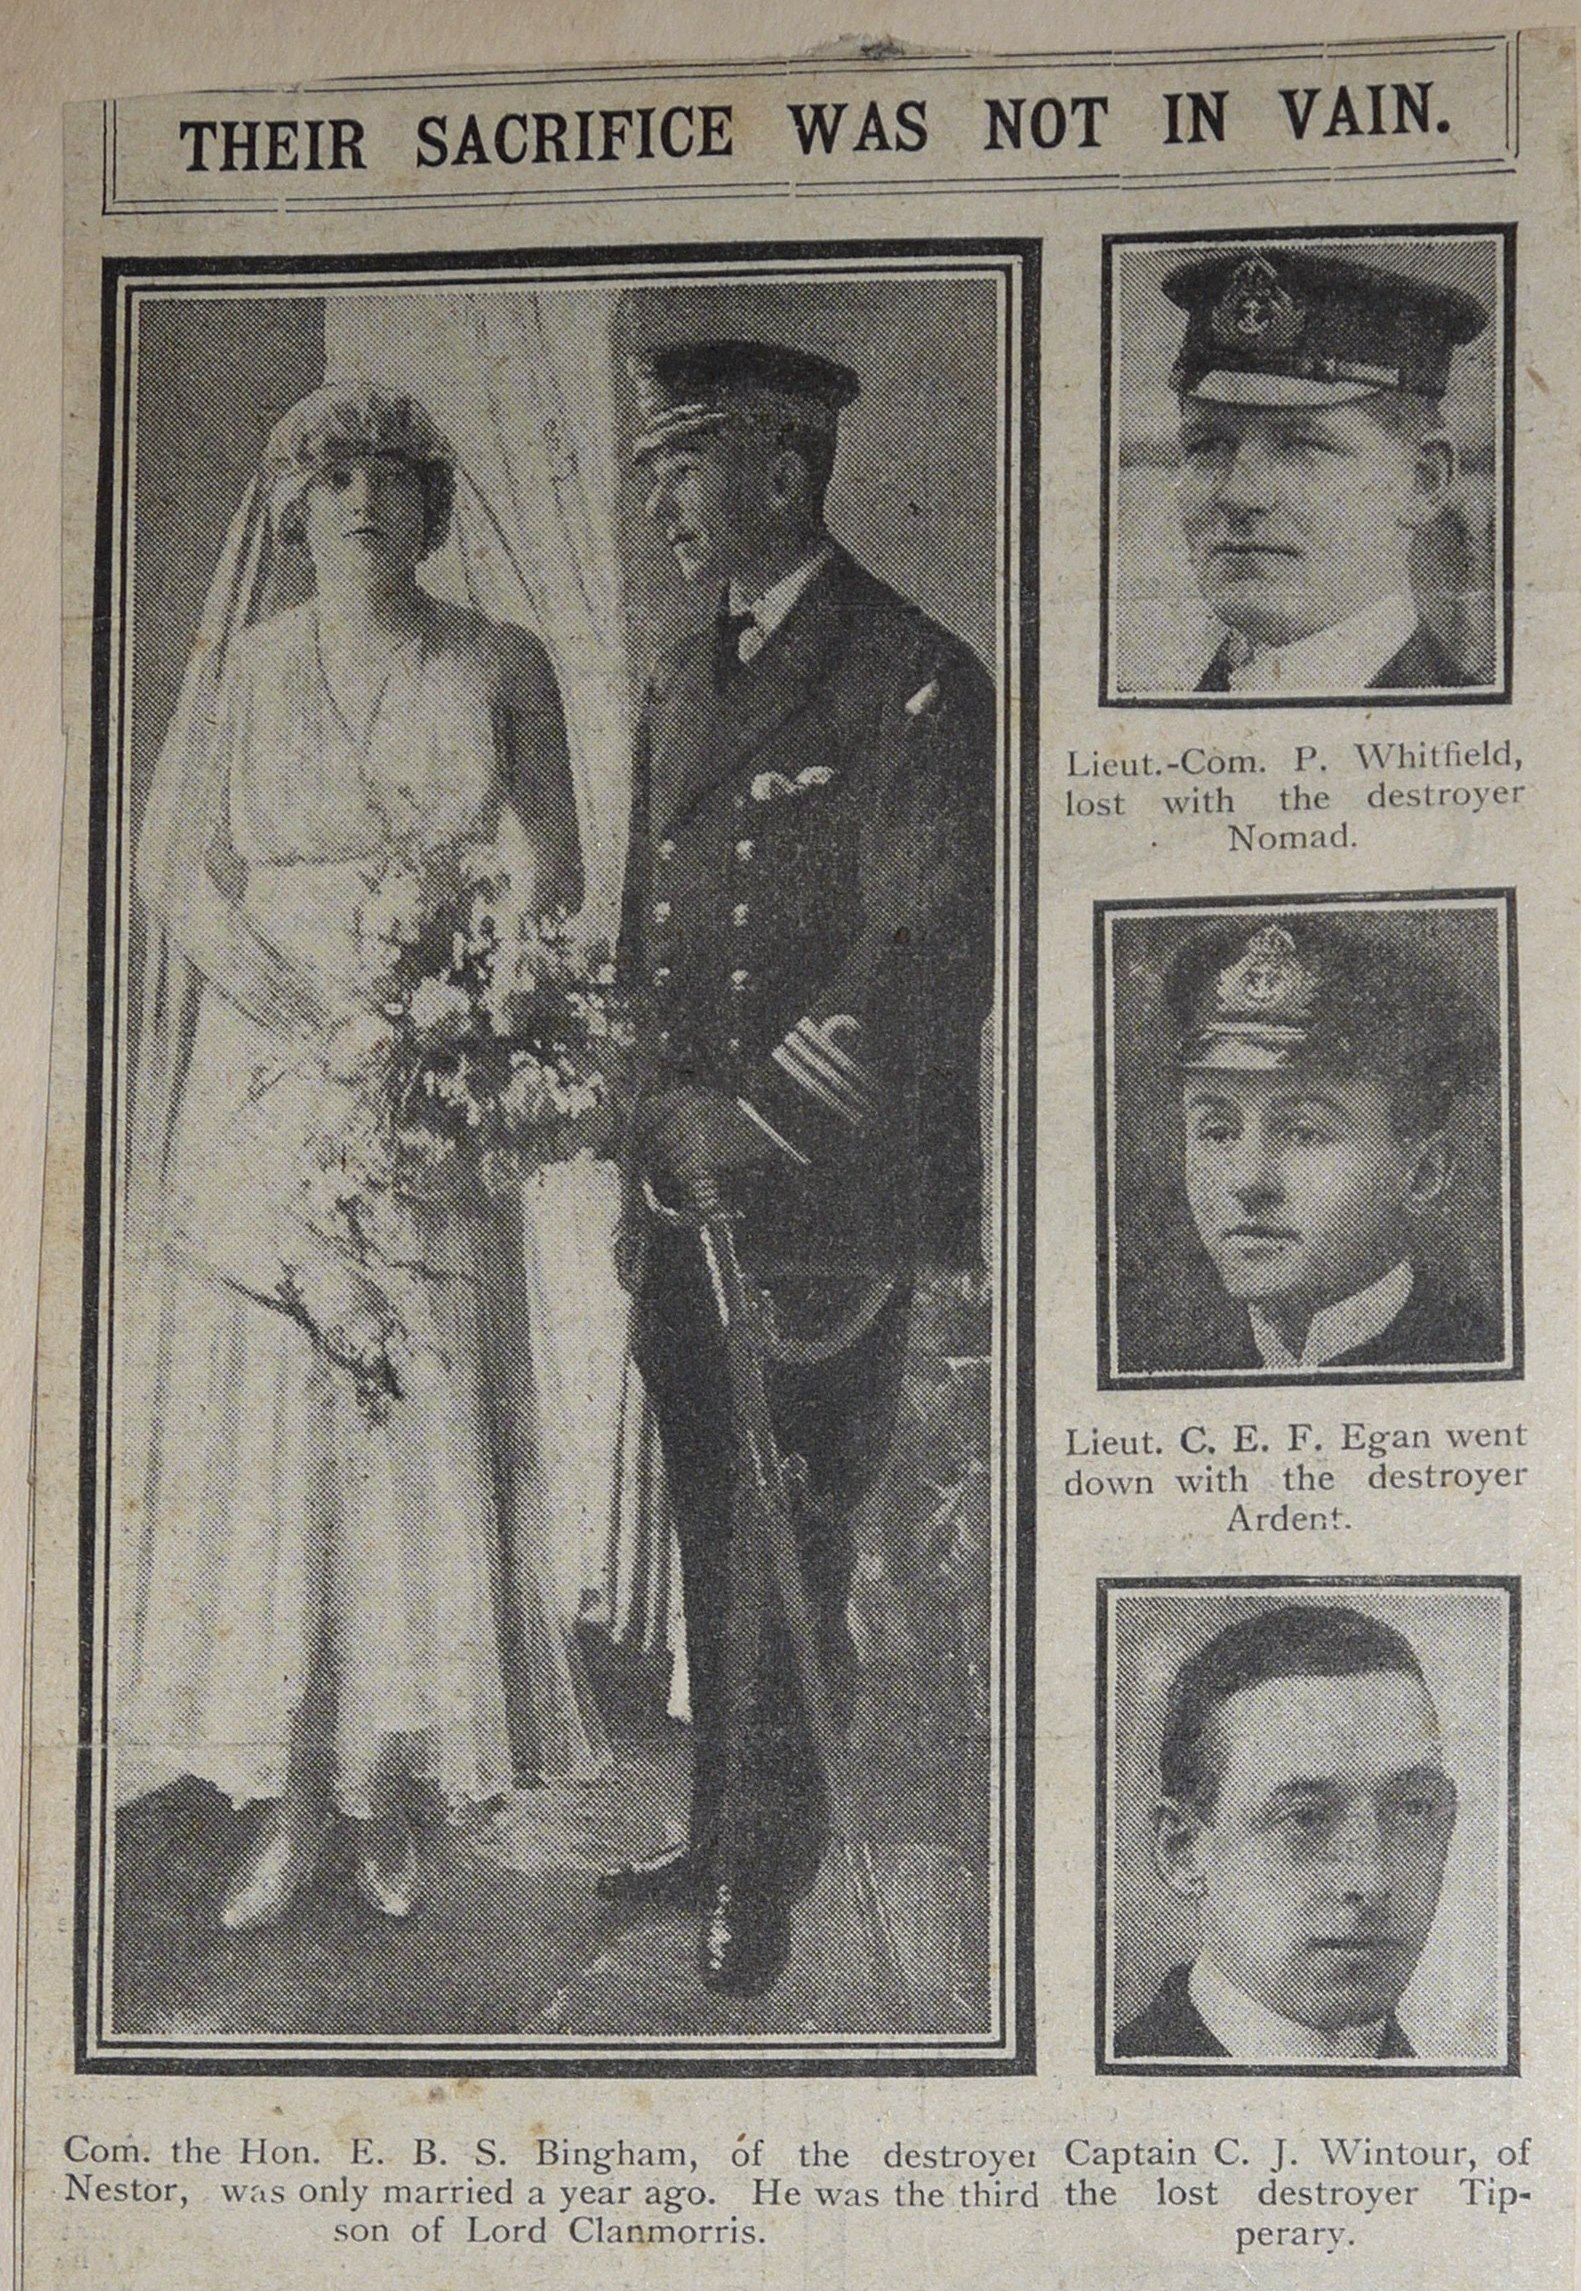 THEIR SACRIFICE WAS NOT IN VAIN.
Lieut.-Com. P. Whitfield,
lost with the destroyer
Nomad.
Lieut. C. E. F. Egan went
down with the destroyer
Ardent.
Com. the Hon. E. B. S. Bingham, of the destroyer
Nestor, was only married a year ago. He was the third
son of Lord Clanmorris.
Captain C. J. Wintour, of
the lost destroyer Tip-
perary.